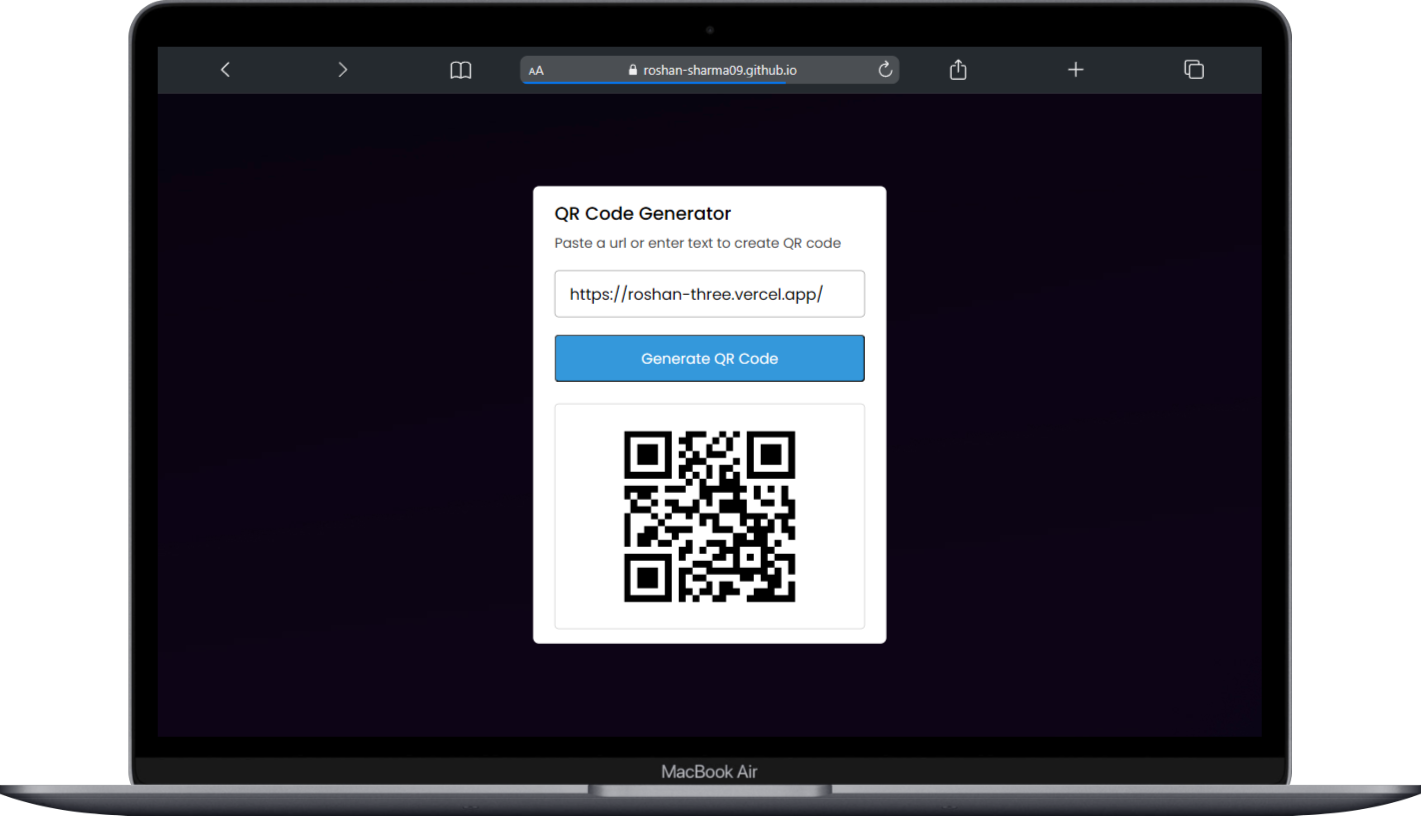 AA roshan-sharma09.github.io
QR Code Generator
Paste a url or enter text to create QR code
https://roshan-three.vercel.app/
Generate QR Code
MacBook Air